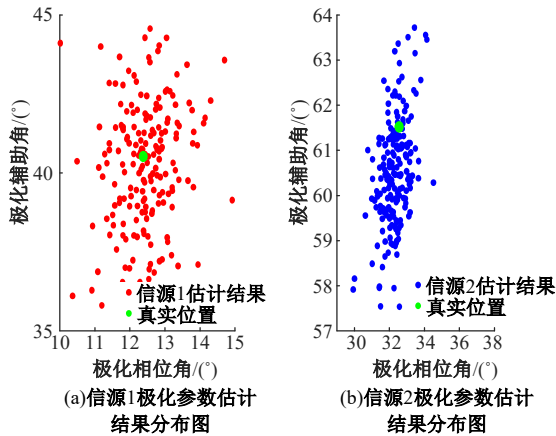 45
40
35
10 11 12 13 14 15
极化辅助角/(°)
极化相位角/(°)
信源1估计结果
真实位置
(a)信源1极化参数估计
结果分布图
64
63
62
61
60
59
58
57
30 32 34 36 38
极化辅助角/(°)
极化相位角/(°)
信源2估计结果
真实位置
(b)信源2极化参数估计
结果分布图